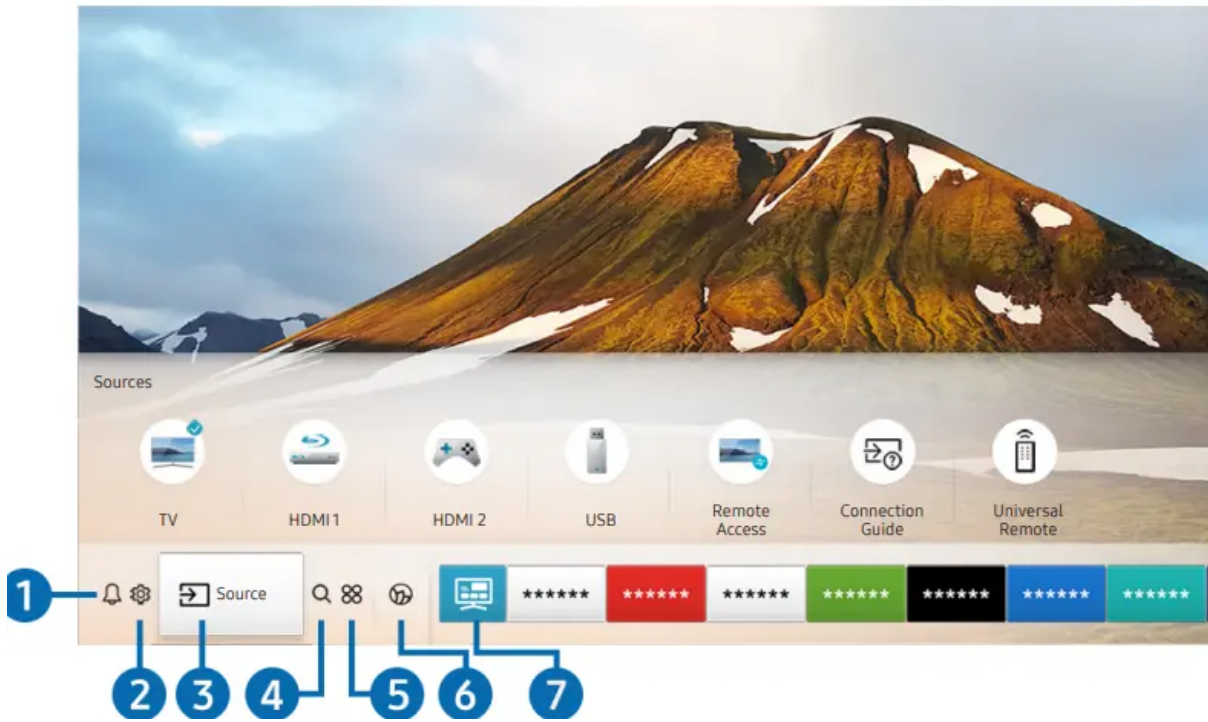 Sources
TV
HDMI 1
HDMI 2
USB
Remote
Access
Connection
Guide
Universal
Remote
1
Source
****** ****** ****** ****** ****** ****** ******
2 3 4 5 6 7